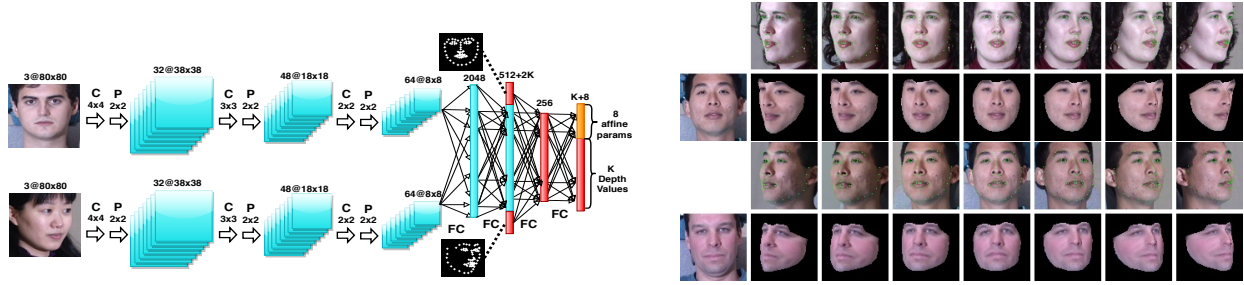 3@80x80
C P
4x4 2x2
32@38x38
C P
3x3 2x2
48@18x18
C P
2x2 2x2
64@8x8
2048
512+2K
256
K+8
8
affine
params
K
Depth
Values
3@80x80
C P
4x4 2x2
32@38x38
C P
3x3 2x2
48@18x18
C P
2x2 2x2
64@8x8
FC FC FC